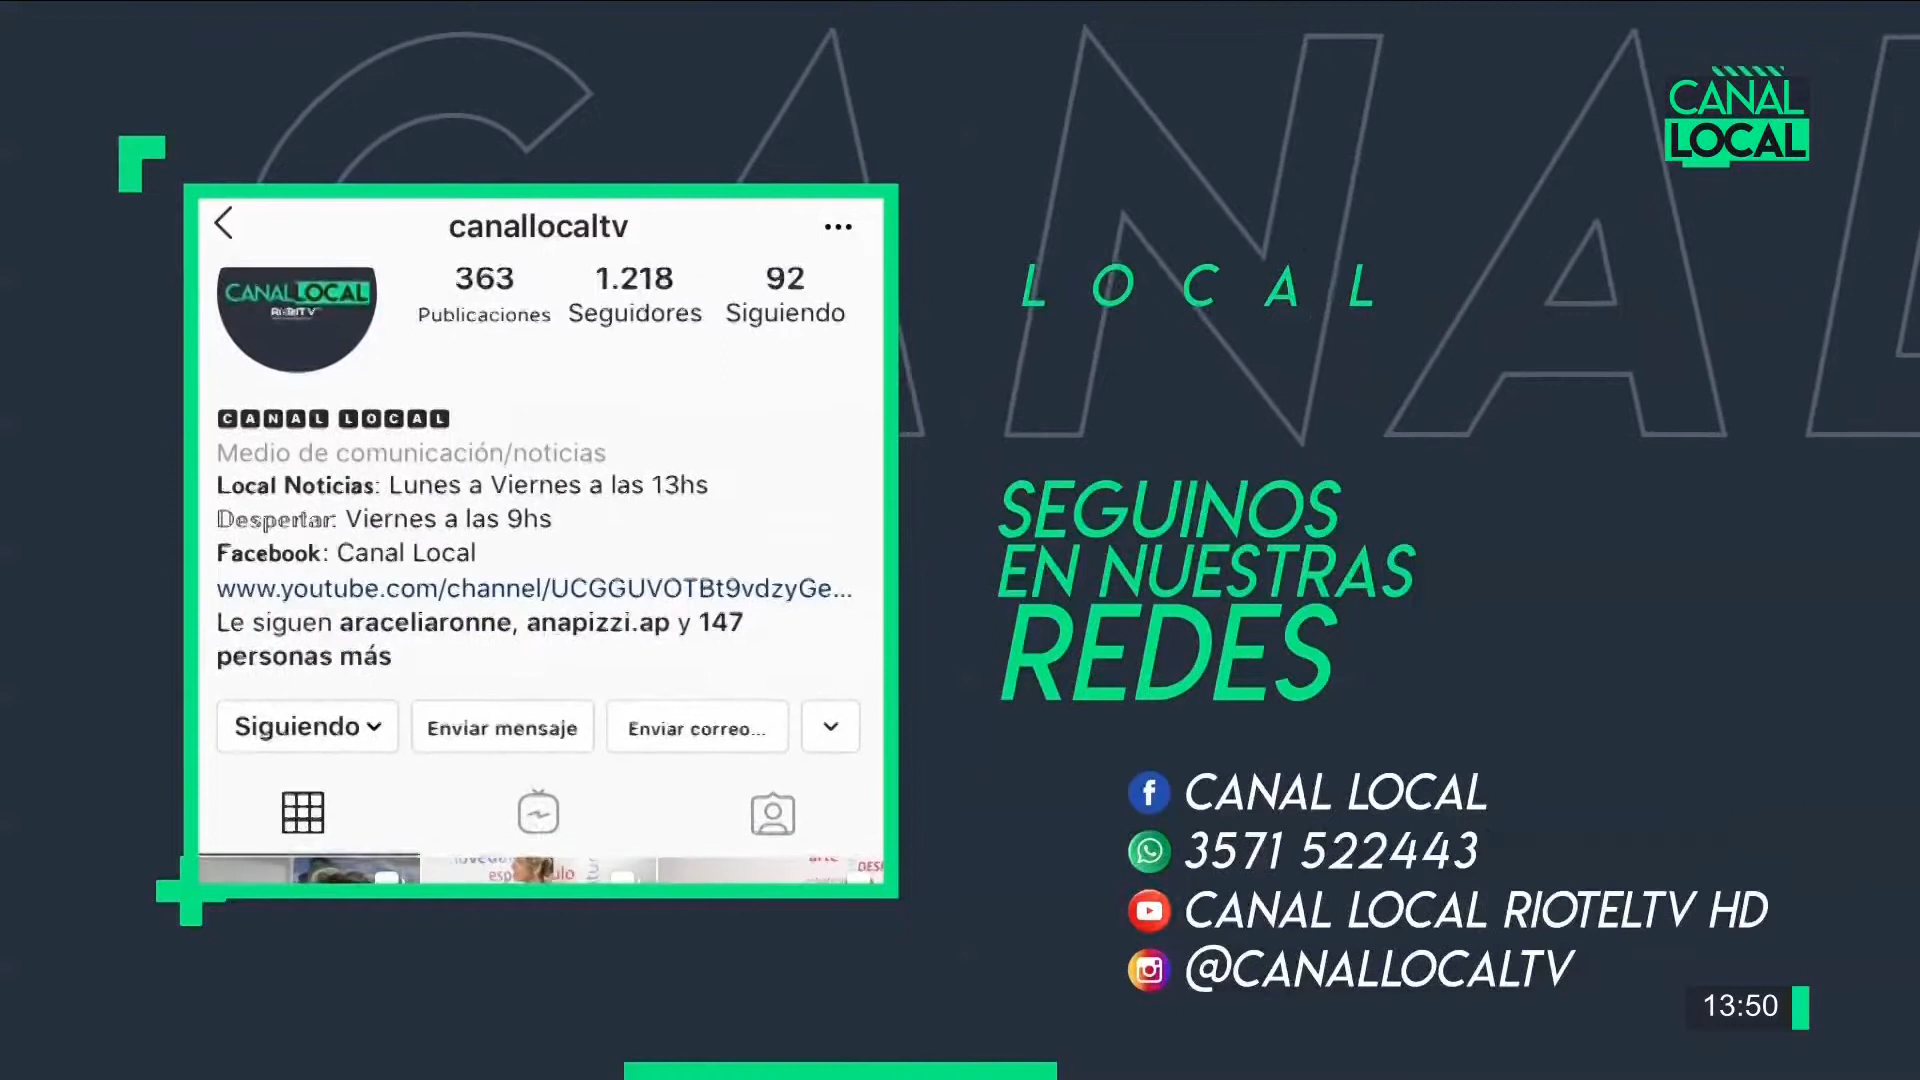 CANAL
CANAL
LOCAL
canallocaltv
363
1.218
92
Publicaciones
Seguidores
Siguiendo
CANAL LOCAL
RIOTELTV
CANAL LOCAL
Medio de comunicación/noticias
Local Noticias: Lunes a Viernes a las 13hs
Despertar: Viernes a las 9hs
Facebook: Canal Local
www.youtube.com/channel/UCGGUVOTBt9vdzyGe...
Le siguen araceliaronne, anapizzi.ap y 147
personas más
Siguiendo
Enviar mensaje
Enviar correo...
LOCAL
SEGUINOS
EN NUESTRAS
REDES
CANAL LOCAL
3571 522443
CANAL LOCAL RIOTELTV HD
@CANALLOCALTV
13:50